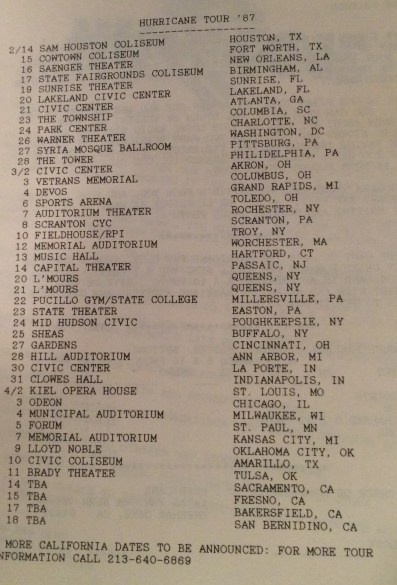 HURRICANE TOUR '87
2/14 SAM HOUSTON COLISEUM HOUSTON, TX
15 COWTOWN COLISEUM FORT WORTH, TX
16 SAENGER THEATER NEW ORLEANS, LA
17 STATE FAIRGROUNDS COLISEUM BIRMINGHAM, AL
19 SUNRISE THEATER SUNRISE, FL
20 LAKELAND CIVIC CENTER LAKELAND, FL
21 CIVIC CENTER ATLANTA, GA
23 THE TOWNSHIP COLUMBIA, SC
24 PARK CENTER CHARLOTTE, NC
26 WARNER THEATER WASHINGTON, DC
27 SYRIA MOSQUE BALLROOM PITTSBURG, PA
28 THE TOWER PHILIDELPHIA, PA
3/2 CIVIC CENTER AKRON, OH
3 VETRANS MEMORIAL COLUMBUS, OH
4 DEVOS GRAND RAPIDS, MI
6 SPORTS ARENA TOLEDO, OH
7 AUDITORIUM THEATER ROCHESTER, NY
8 SCRANTON CYC SCRANTON, PA
10 FIELDHOUSE/RPI TROY, NY
12 MEMORIAL AUDITORIUM WORCHESTER, MA
13 MUSIC HALL HARTFORD, CT
14 CAPITAL THEATER PASSAIC, NJ
20 L'MOURS QUEENS, NY
21 L'MOURS QUEENS, NY
22 PUCILLO GYM/STATE COLLEGE MILLERSVILLE, PA
23 STATE THEATER EASTON, PA
24 MID HUDSON CIVIC POUGHKEEPSIE, NY
25 SHEAS BUFFALO, NY
27 GARDENS CINCINNATI, OH
28 HILL AUDITORIUM ANN ARBOR, MI
30 CIVIC CENTER LA PORTE, IN
31 CLOWES HALL INDIANAPOLIS, IN
4/2 KIEL OPERA HOUSE ST. LOUIS, MO
3 ODEON CHICAGO, IL
4 MUNICIPAL AUDITORIUM MILWAUKEE, WI
5 FORUM ST. PAUL, MN
7 MEMORIAL AUDITORIUM KANSAS CITY, MI
9 LLOYD NOBLE OKLAHOMA CITY, OK
10 CIVIC COLISEUM AMARILLO, TX
11 BRADY THEATER TULSA, OK
14 TBA SACRAMENTO, CA
15 TBA FRESNO, CA
17 TBA BAKERSFIELD, CA
18 TBA SAN BERNIDINO, CA
MORE CALIFORNIA DATES TO BE ANNOUNCED: FOR MORE TOUR
NFORMATION CALL 213-640-6869